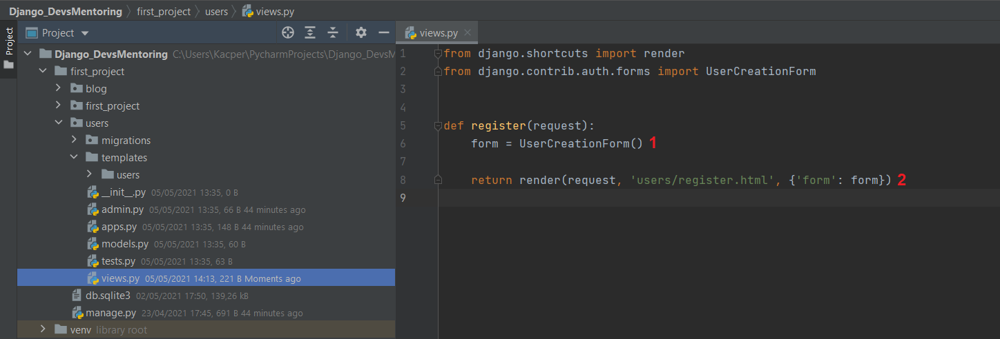 Django_DevsMentoring 〉 first_project 〉 users 〉 views.py
Project
Project
views.py ×
Django_DevsMentoring C:\Users\Kacper\PycharmProjects\Django_DevsM
first_project
blog
first_project
users
migrations
templates
users
__init__.py 05/05/2021 13:35, 0 B
admin.py 05/05/2021 13:35, 66 B 44 minutes ago
apps.py 05/05/2021 13:35, 148 B 44 minutes ago
models.py 05/05/2021 13:35, 60 B
tests.py 05/05/2021 13:35, 63 B
views.py 05/05/2021 14:13, 221 B Moments ago
db.sqlite3 02/05/2021 17:50, 139,26 kB
manage.py 23/04/2021 17:45, 691 B 44 minutes ago
venv library root
1 from django.shortcuts import render
2 from django.contrib.auth.forms import UserCreationForm
3
4
5 def register(request):
6 form = UserCreationForm() 1
7
8 return render(request, 'users/register.html', {'form': form}) 2
9